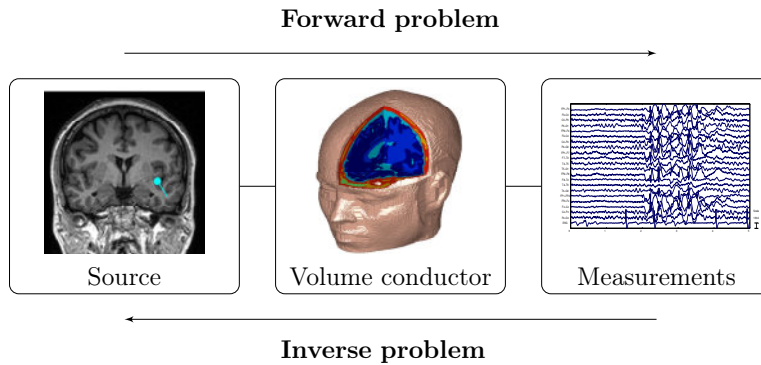 Forward problem
Source
Volume conductor
Measurements
Inverse problem